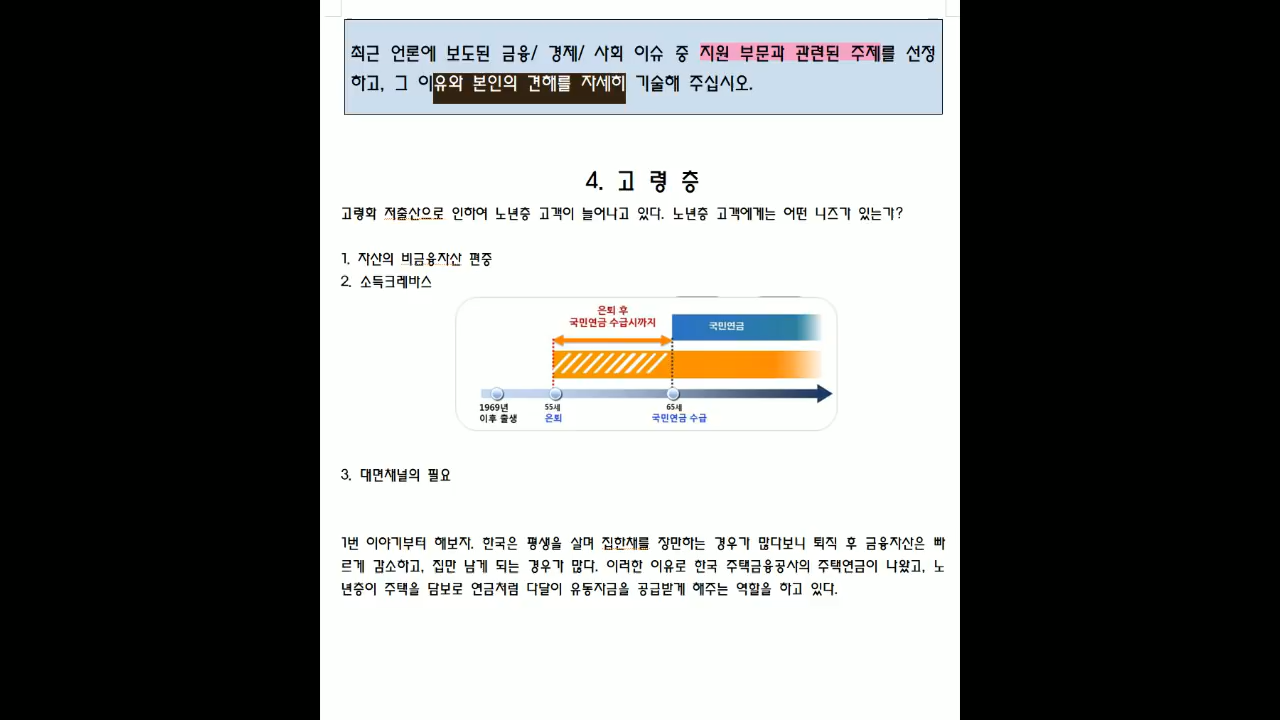 최근 언론에 보도된 금융/ 경제/ 사회 이슈 중 지원 부문과 관련된 주제를 선정
하고, 그 이유와 본인의 견해를 자세히 기술해 주십시오.
4. 고 령 층
고령화 저출산으로 인하여 노년층 고객이 늘어나고 있다. 노년층 고객에게는 어떤 니즈가 있는가?
1. 자산의 비금융자산 편중
2. 소득크레바스
은퇴 후
국민연금 수급시까지
국민연금
1969년
이후 출생
55세
은퇴
65세
국민연금 수급
3. 대면채널의 필요
1번 이야기부터 해보자. 한국은 평생을 살며 집한채를 장만하는 경우가 많다보니 퇴직 후 금융자산은 빠
르게 감소하고, 집만 남게 되는 경우가 많다. 이러한 이유로 한국 주택금융공사의 주택연금이 나왔고, 노
년층이 주택을 담보로 연금처럼 다달이 유동자금을 공급받게 해주는 역할을 하고 있다.